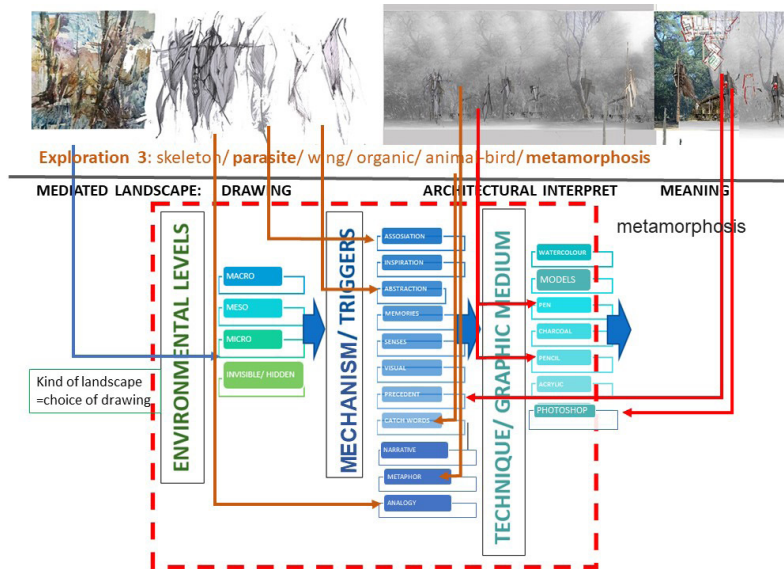 Exploration 3: skeleton/ parasite/ wing/ organic/ animal-bird/ metamorphosis
MEDIATED LANDSCAPE: DRAWING ARCHITECTURAL INTERPRET MEANING
metamorphosis
Kind of landscape
=choice of drawing
ENVIRONMENTAL LEVELS
MACRO
MESO
MICRO
INVISIBLE/ HIDDEN
MECHANISM/ TRIGGERS
ASSOSIATION
INSPIRATION
ABSTRACTION
MEMORIES
SENSES
VISUAL
PRECEDENT
CATCH WORDS
NARRATIVE
METAPHOR
ANALOGY
TECHNIQUE/ GRAPHIC MEDIUM
WATERCOLOUR
MODELS
PEN
CHARCOAL
PENCIL
ACRYLIC
PHOTOSHOP